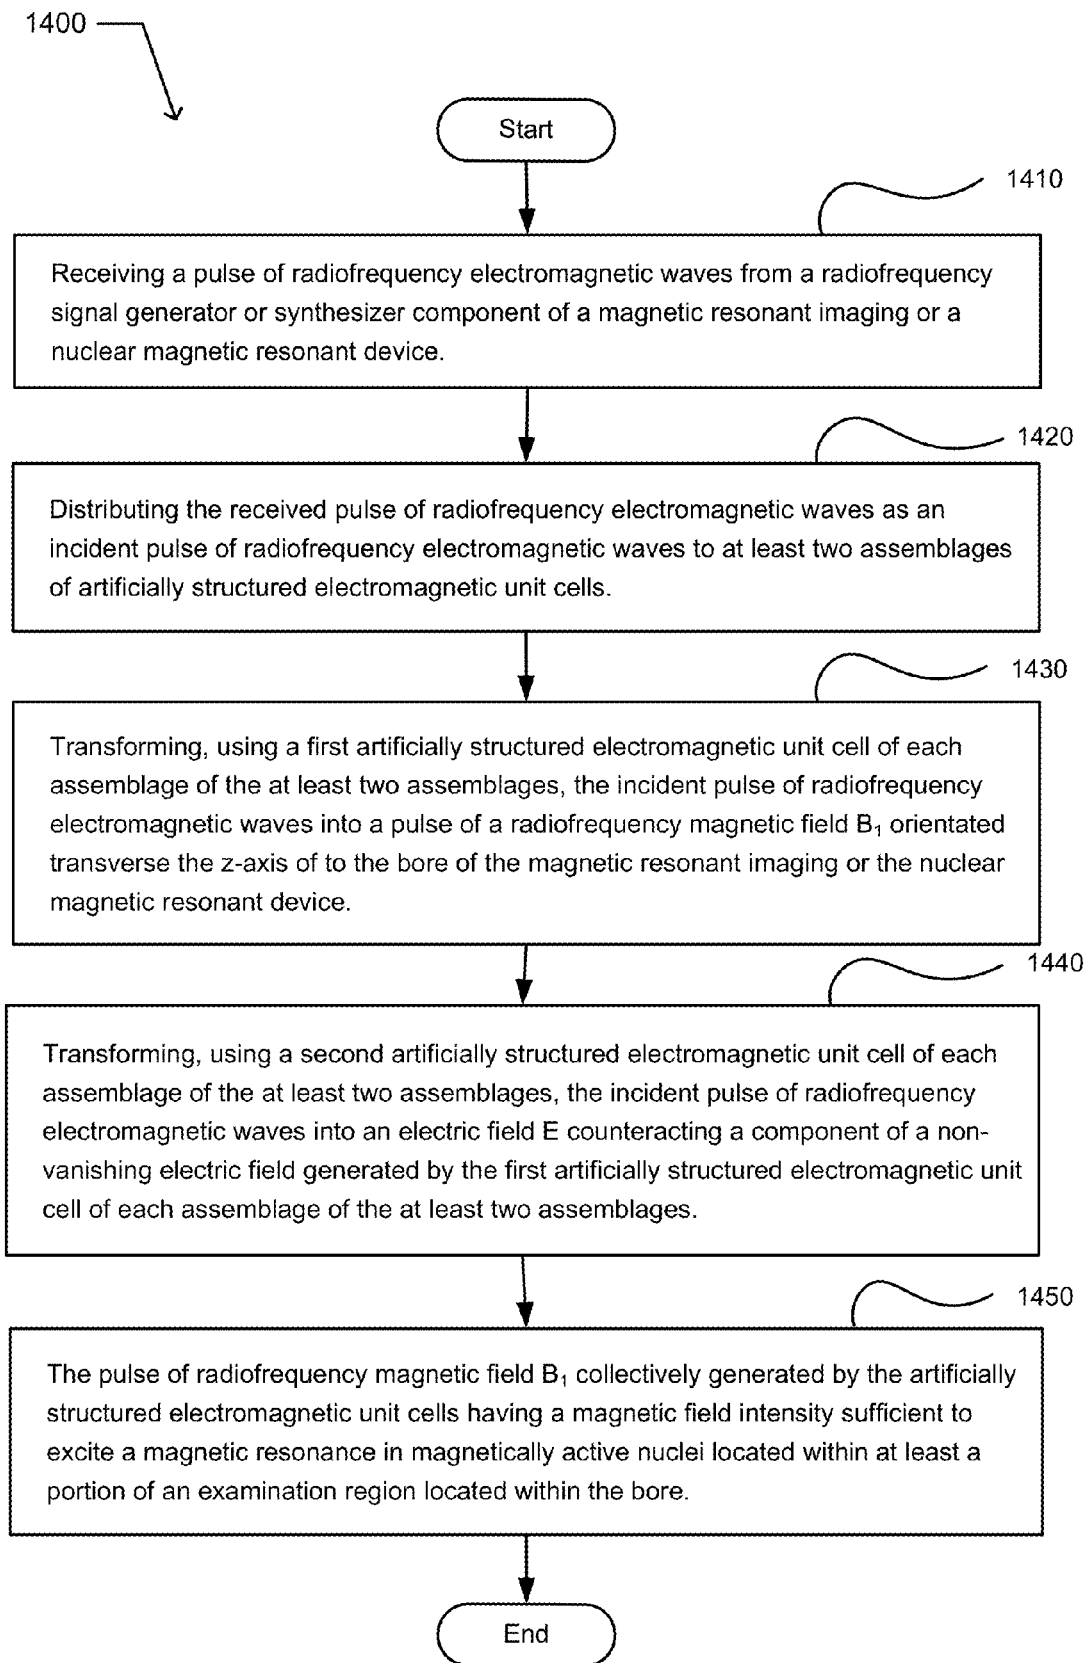 1400
Start
1410
Receiving a pulse of radiofrequency electromagnetic waves from a radiofrequency
signal generator or synthesizer component of a magnetic resonant imaging or a
nuclear magnetic resonant device.
1420
Distributing the received pulse of radiofrequency electromagnetic waves as an
incident pulse of radiofrequency electromagnetic waves to at least two assemblages
of artificially structured electromagnetic unit cells.
1430
Transforming, using a first artificially structured electromagnetic unit cell of each
assemblage of the at least two assemblages, the incident pulse of radiofrequency
electromagnetic waves into a pulse of a radiofrequency magnetic field B₁ orientated
transverse the z-axis of to the bore of the magnetic resonant imaging or the nuclear
magnetic resonant device.
1440
Transforming, using a second artificially structured electromagnetic unit cell of each
assemblage of the at least two assemblages, the incident pulse of radiofrequency
electromagnetic waves into an electric field E counteracting a component of a non-
vanishing electric field generated by the first artificially structured electromagnetic unit
cell of each assemblage of the at least two assemblages.
1450
The pulse of radiofrequency magnetic field B₁ collectively generated by the artificially
structured electromagnetic unit cells having a magnetic field intensity sufficient to
excite a magnetic resonance in magnetically active nuclei located within at least a
portion of an examination region located within the bore.
End